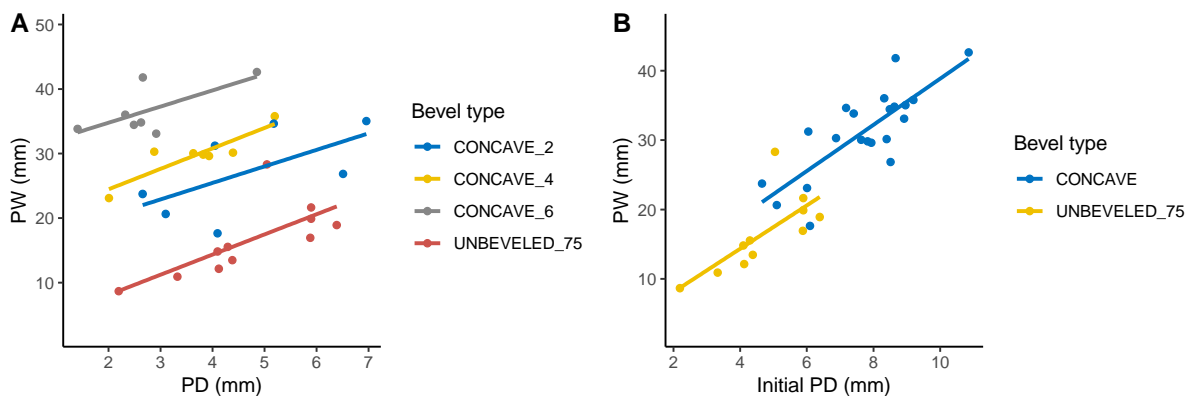 A
PW (mm)
50
40
30
20
10
2 3 4 5 6 7
PD (mm)
Bevel type
CONCAVE_2
CONCAVE_4
CONCAVE_6
UNBEVELED_75
B
PW (mm)
40
30
20
10
2 4 6 8 10
Initial PD (mm)
Bevel type
CONCAVE
UNBEVELED_75